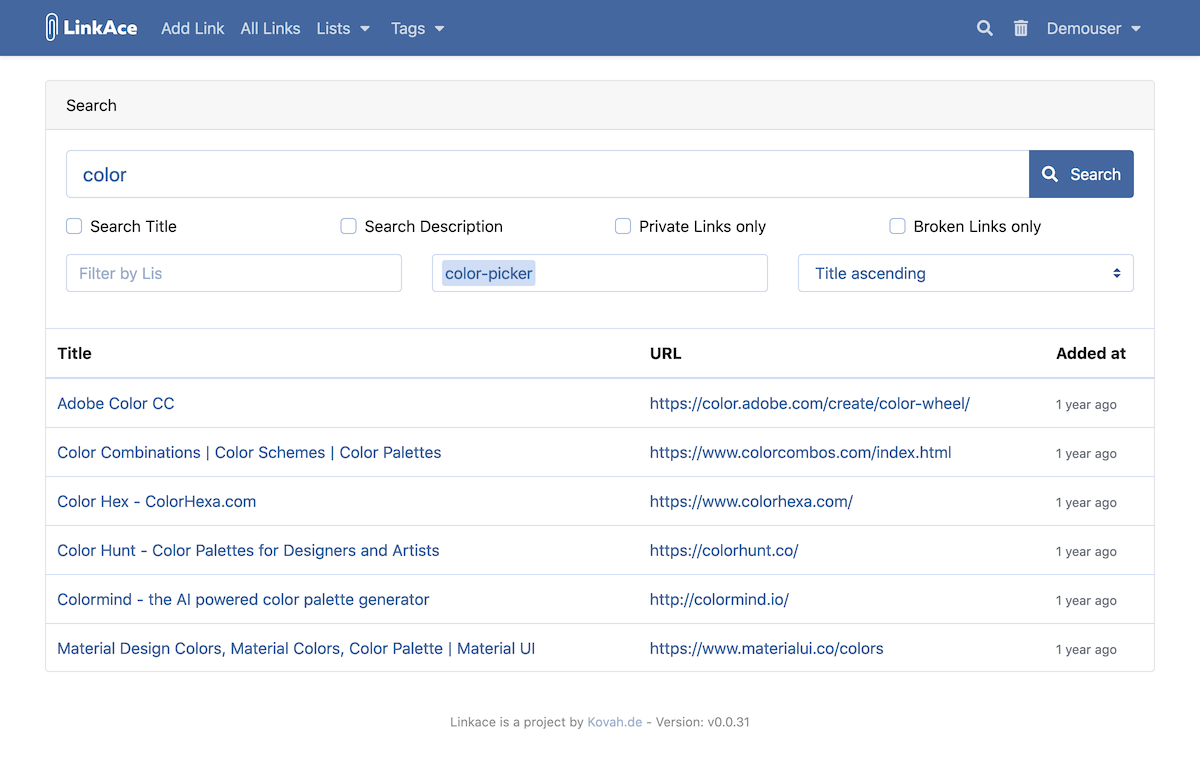 LinkAce Add Link All Links Lists Tags Demouser
Search
color Search
Search Title Search Description Private Links only Broken Links only
Filter by Lis color-picker Title ascending
Title URL Added at
Adobe Color CC https://color.adobe.com/create/color-wheel/ 1 year ago
Color Combinations | Color Schemes | Color Palettes https://www.colorcombos.com/index.html 1 year ago
Color Hex - ColorHexa.com https://www.colorhexa.com/ 1 year ago
Color Hunt - Color Palettes for Designers and Artists https://colorhunt.co/ 1 year ago
Colormind - the AI powered color palette generator http://colormind.io/ 1 year ago
Material Design Colors, Material Colors, Color Palette | Material UI https://www.materialui.co/colors 1 year ago
Linkace is a project by Kovah.de - Version: v0.0.31